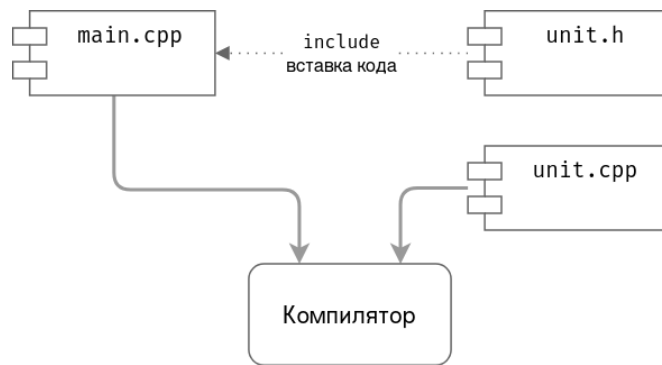 main.cpp
include
вставка кода
unit.h
unit.cpp
Компилятор